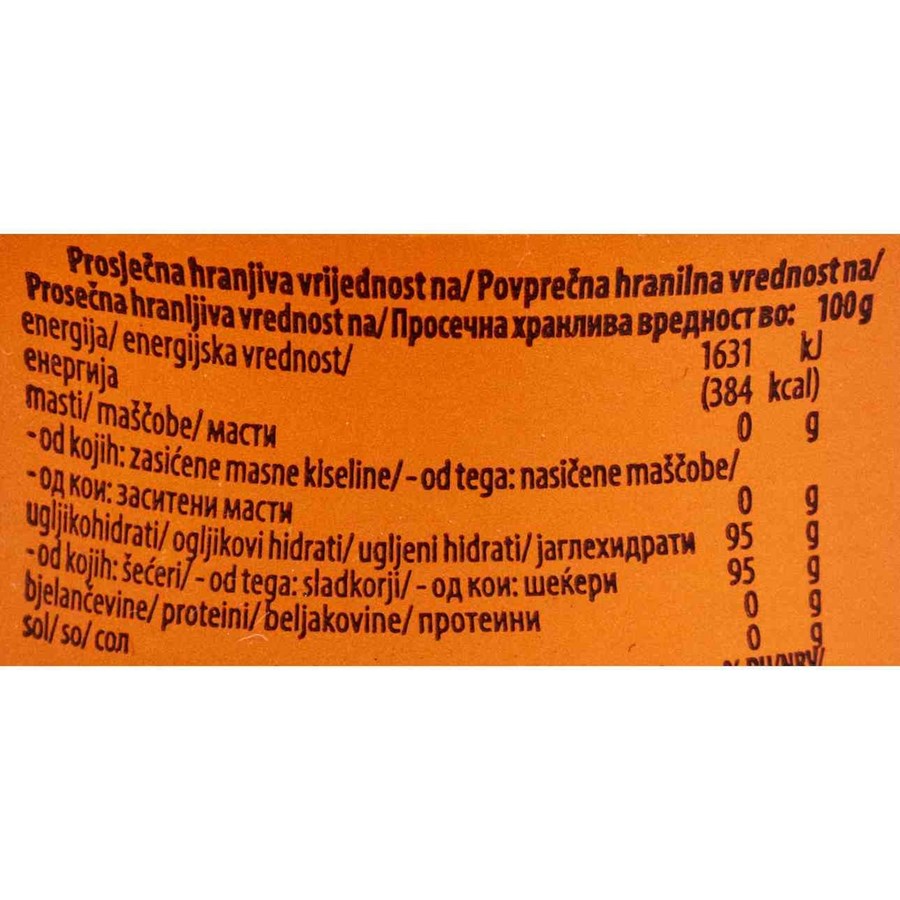 Prosječna hranjiva vrijednost na/ Povprečna hranilna vrednost na/
Prosečna hranljiva vrednost na/ Просечна хранлива вредност во: 100 g
energija/ energijska vrednost/ 1631 kJ
енергија (384 kcal)
masti/ maščobe/ масти 0 g
- od kojih: zasićene masne kiseline/ - od tega: nasičene maščobe/
- од кои: заситени масти 0 g
ugljikohidrati/ ogljikovi hidrati/ ugljeni hidrati/ јаглехидрати 95 g
- od kojih: šećeri/ - od tega: sladkorji/ - од кои: шеќери 95 g
bjelančevine/ proteini/ beljakovine/ протеини 0 g
sol/ so/ сол 0 g